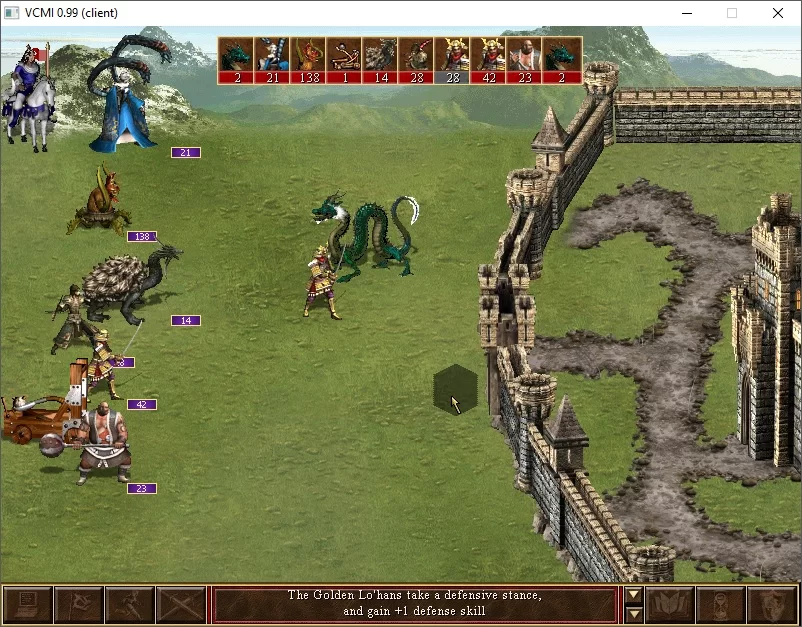 VCMI 0.99 (client)
2 21 138 1 14 28 28 42 23 2
21
138
14
42
23
The Golden Lo'hans take a defensive stance,
and gain +1 defense skill